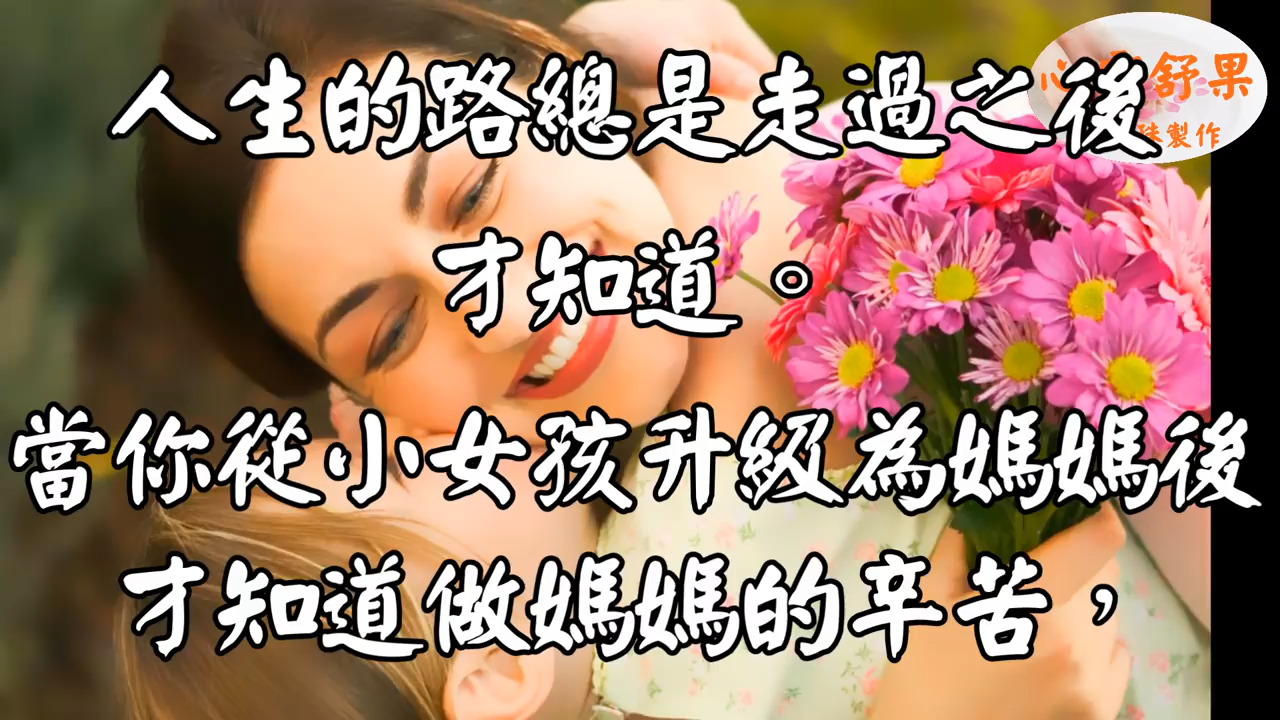 人生的路總是走過之後
才知道。
當你從小女孩升級為媽媽後
才知道做媽媽的辛苦，
心 舒果
製作